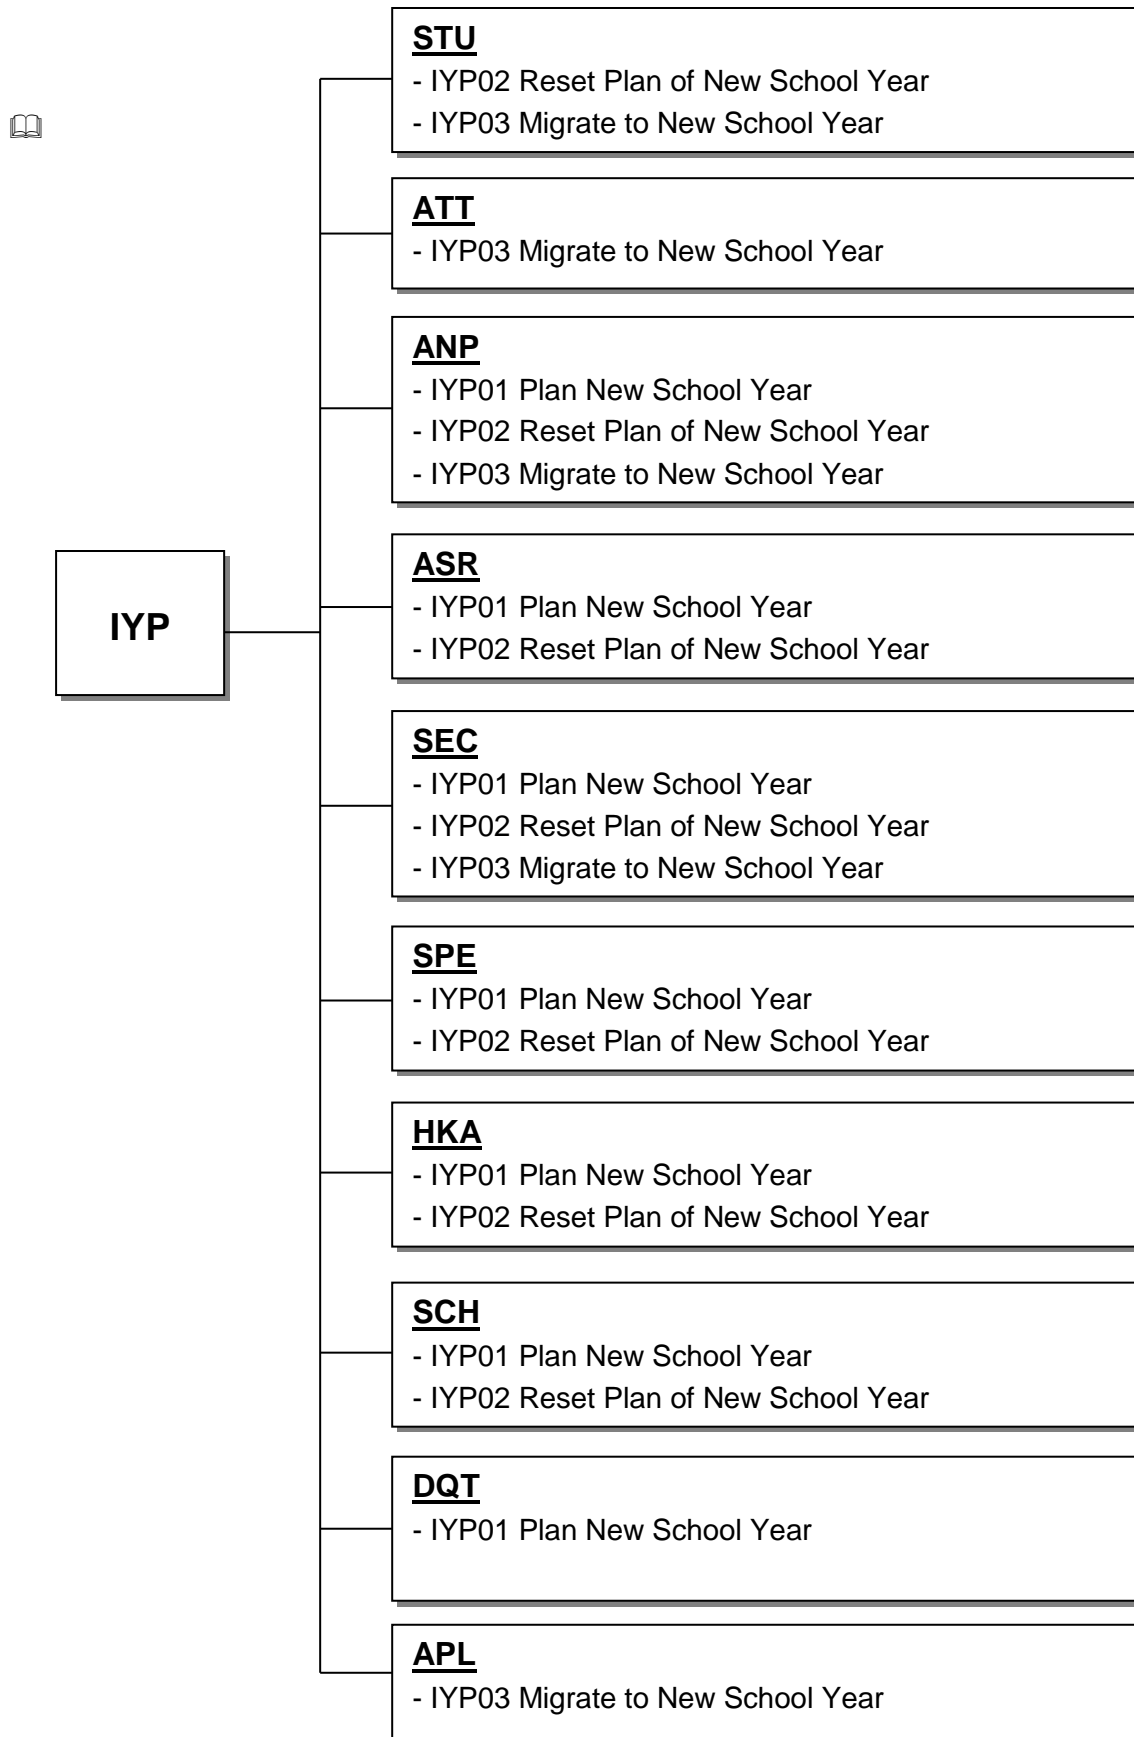 STU
- IYP02 Reset Plan of New School Year
- IYP03 Migrate to New School Year
ATT
- IYP03 Migrate to New School Year
ANP
- IYP01 Plan New School Year
- IYP02 Reset Plan of New School Year
- IYP03 Migrate to New School Year
IYP
ASR
- IYP01 Plan New School Year
- IYP02 Reset Plan of New School Year
SEC
- IYP01 Plan New School Year
- IYP02 Reset Plan of New School Year
- IYP03 Migrate to New School Year
SPE
- IYP01 Plan New School Year
- IYP02 Reset Plan of New School Year
HKA
- IYP01 Plan New School Year
- IYP02 Reset Plan of New School Year
SCH
- IYP01 Plan New School Year
- IYP02 Reset Plan of New School Year
DQT
- IYP01 Plan New School Year
APL
- IYP03 Migrate to New School Year